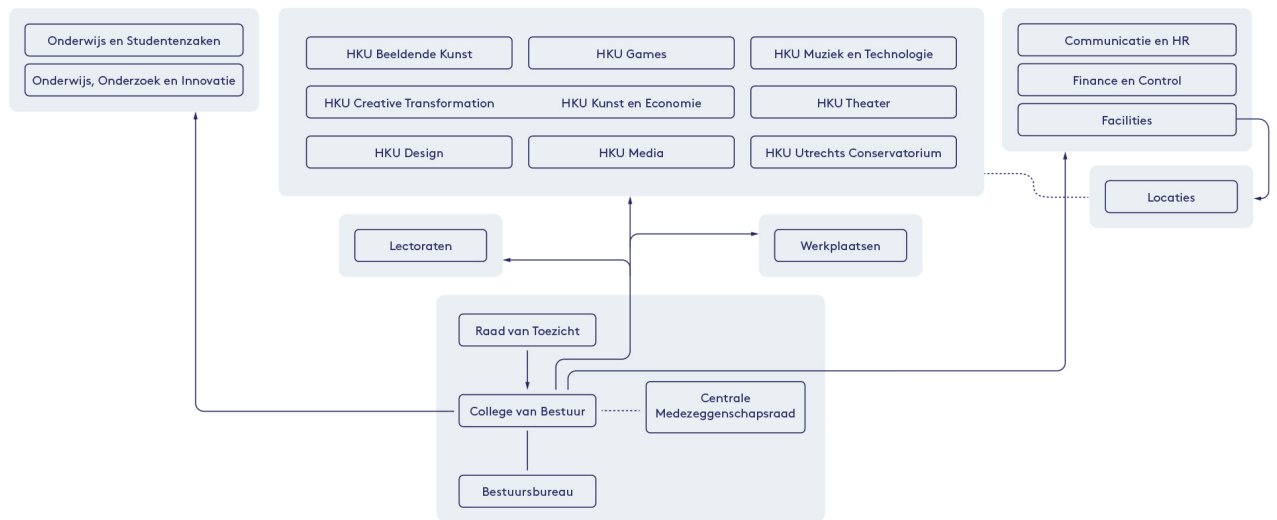 Onderwijs en Studentenzaken
Onderwijs, Onderzoek en Innovatie
HKU Beeldende Kunst
HKU Games
HKU Muziek en Technologie
HKU Creative Transformation
HKU Kunst en Economie
HKU Theater
HKU Design
HKU Media
HKU Utrechts Conservatorium
Communicatie en HR
Finance en Control
Facilities
Locaties
Lectoraten
Werkplaatsen
Raad van Toezicht
College van Bestuur
Centrale
Medezeggenschapsraad
Bestuursbureau